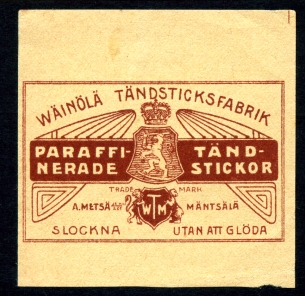 WÄINÖLÄ TÄNDSTICKSFABRIK
PARAFFI- TÄND-
NERADE STICKOR
TRADE MARK
WTM
A. METSÄ MÄNTSÄLÄ
SLOCKNA UTAN ATT GLÖDA